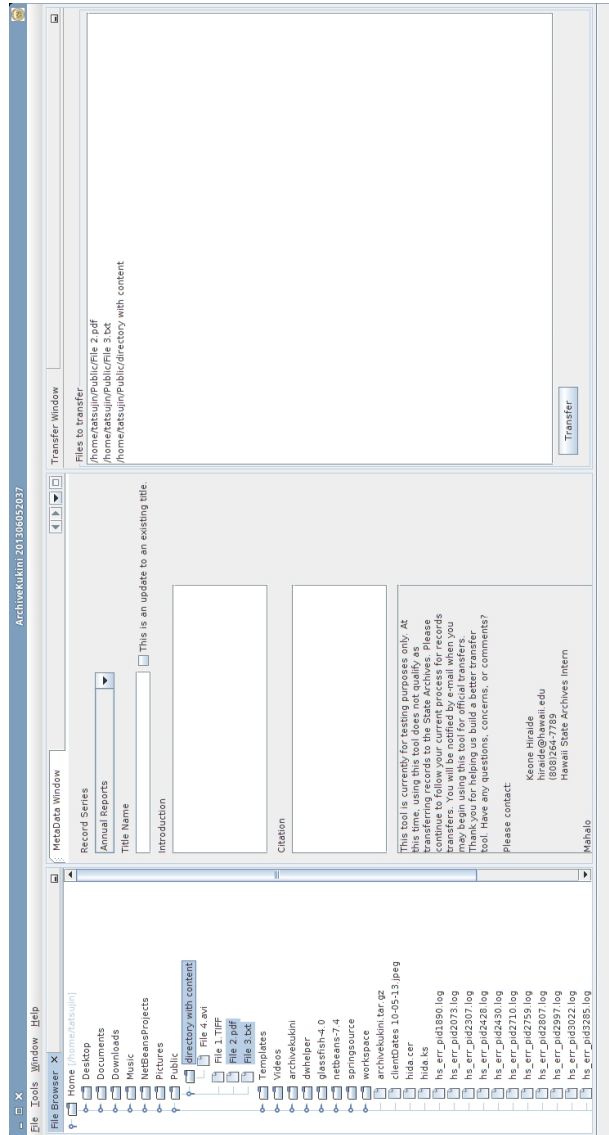 ArchiveKukini 201306052037
File Tools Window Help
File Browser
Home [/home/tatsujin]
Desktop
Documents
Downloads
Music
NetBeansProjects
Pictures
Public
directory with content
File 4.avi
File 1.TIFF
File 2.pdf
File 3.txt
Templates
Videos
archivekukini
dwhelper
glassfish-4.0
netbeans-7.4
springsource
workspace
archivekukini.tar.gz
clientDates 10-05-13.jpeg
hida.cer
hida.ks
hs_err_pid1890.log
hs_err_pid2073.log
hs_err_pid2307.log
hs_err_pid2428.log
hs_err_pid2430.log
hs_err_pid2710.log
hs_err_pid2759.log
hs_err_pid2807.log
hs_err_pid2997.log
hs_err_pid3022.log
hs_err_pid3285.log
MetaData Window
Record Series
Annual Reports
Title Name
This is an update to an existing title.
Introduction
Citation
This tool is currently for testing purposes only. At
this time, using this tool does not qualify as
transferring records to the State Archives. Please
continue to follow your current process for records
transfers. You will be notified by e-mail when you
may begin using this tool for official transfers.
Thank you for helping us build a better transfer
tool. Have any questions, concerns, or comments?
Please contact:
Keone Hiraide
hiraide@hawaii.edu
(808)264-7789
Hawaii State Archives Intern
Mahalo
Transfer Window
Files to transfer
/home/tatsujin/Public/File 2.pdf
/home/tatsujin/Public/File 3.txt
/home/tatsujin/Public/directory with content
Transfer